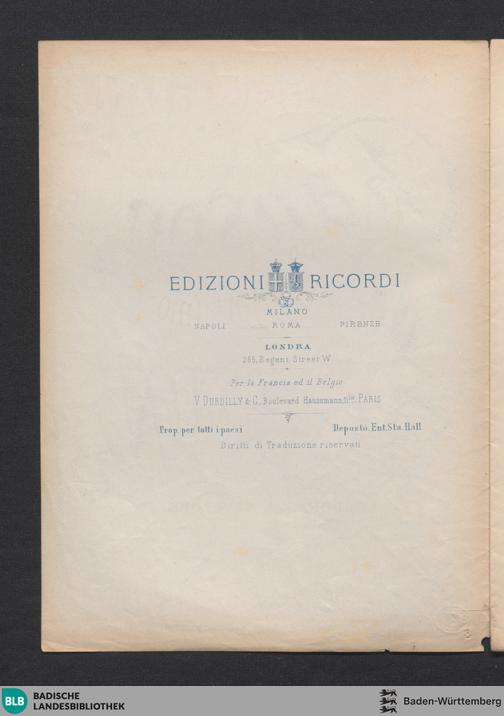 EDIZIONI RICORDI
MILANO
NAPOLI ROMA FIRENZE
LONDRA
265, Regent Street W.
Per la Francia ed il Belgio
V. DURDILLY & C., Boulevard Haussmann, 11bis, PARIS
Prop. per tutti i paesi Deposto. Ent. Sta. Hall
Diritti di Traduzione riservati
3
BLB BADISCHE
LANDESBIBLIOTHEK
Baden-Württemberg